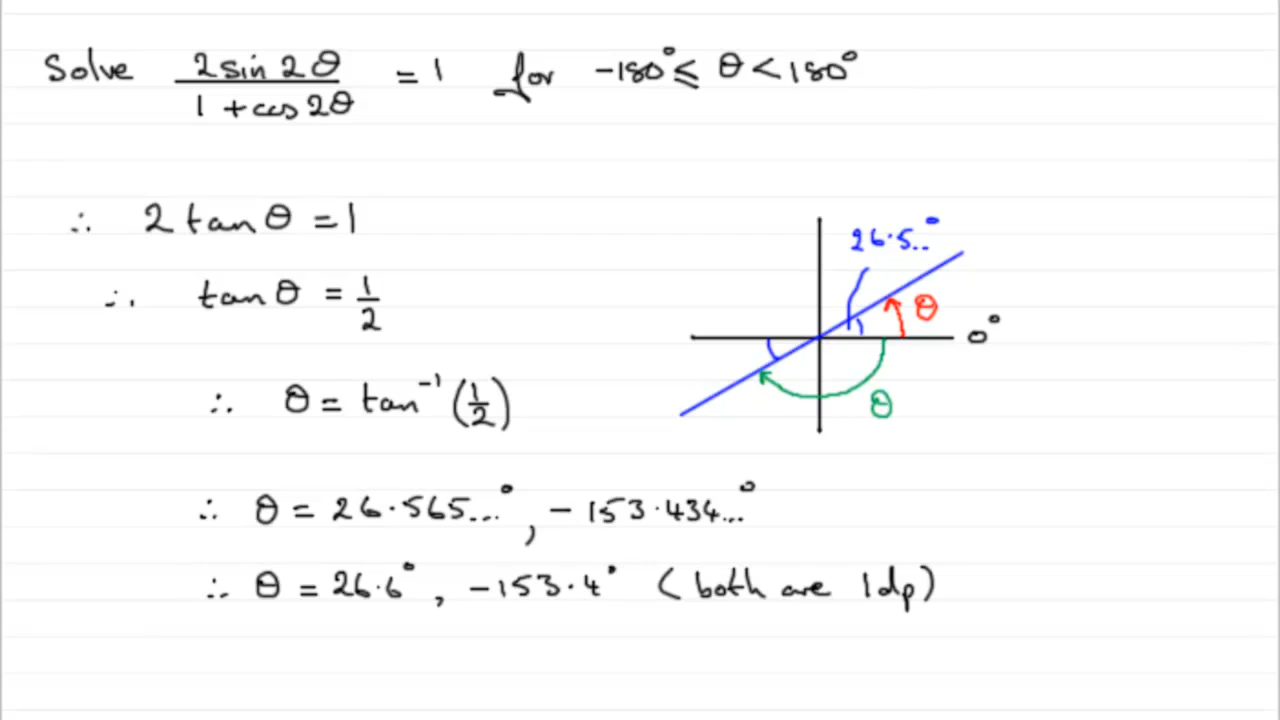 Solve 2sin2θ/1+cos2θ = 1 for -180° ≤ θ < 180°
∴ 2tanθ = 1
∴ tanθ = 1/2
∴ θ = tan⁻¹(1/2)
∴ θ = 26.565...°, -153.434...°
∴ θ = 26.6°, -153.4° (both are 1dp)
26.5..°
θ
0°
θ